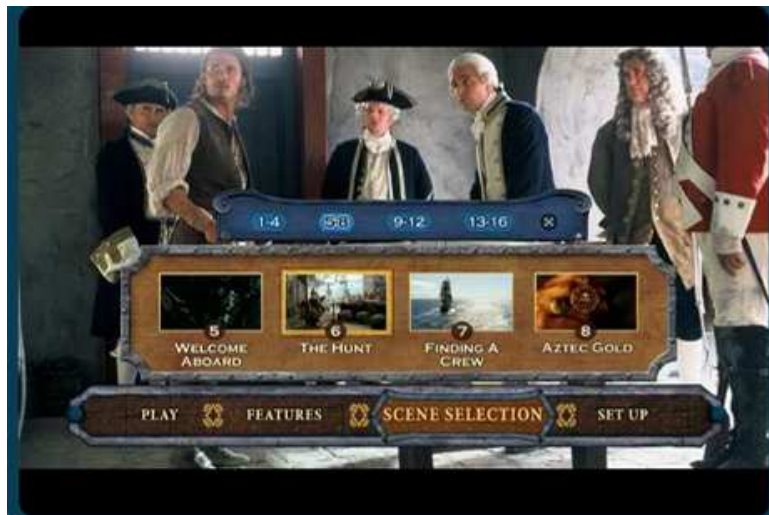 1-4 5-8 9-12 13-16 X
5 6 7 8
WELCOME ABOARD
THE HUNT
FINDING A CREW
AZTEC GOLD
PLAY FEATURES SCENE SELECTION SET UP